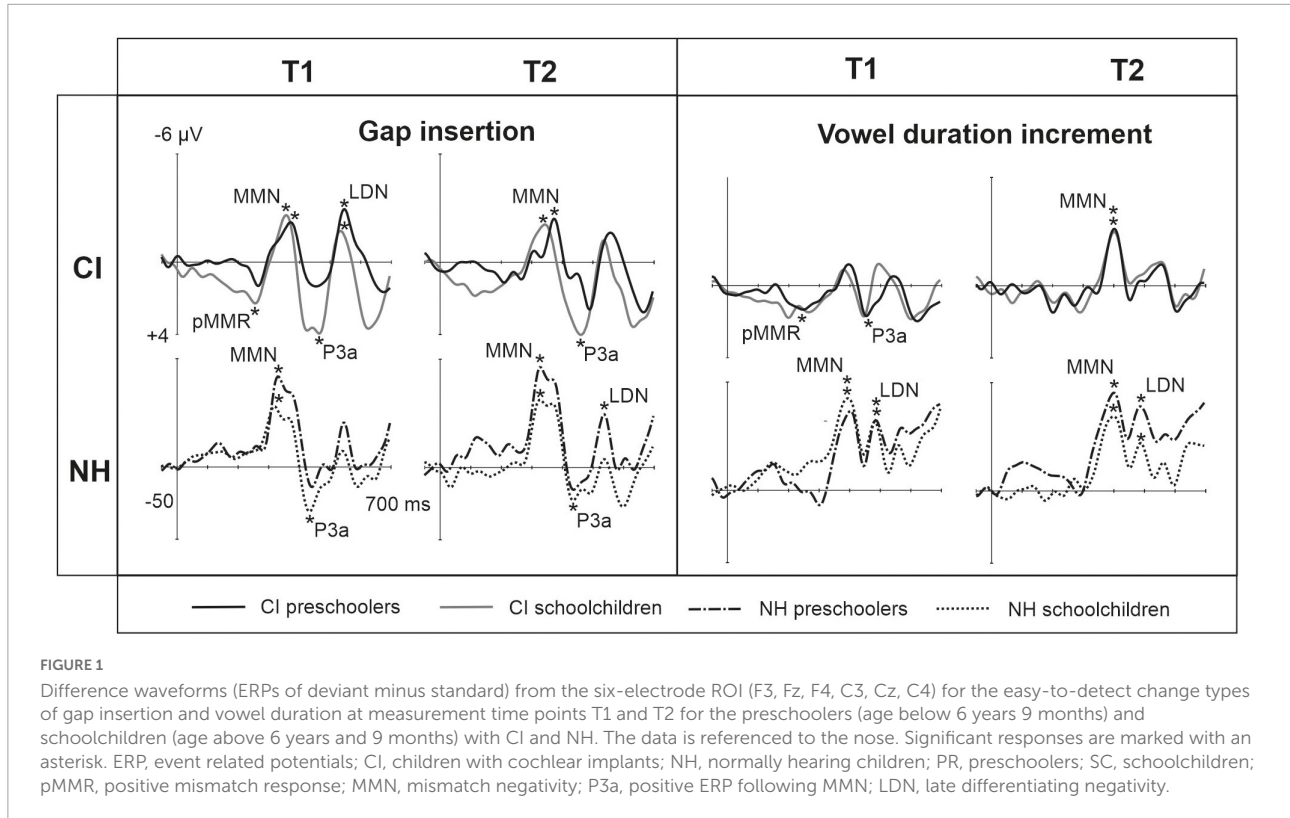 T1 T2 T1 T2
CI
-6 µV
Gap insertion
Vowel duration increment
MMN
*
*
LDN
*
*
pMMR
*
*P3a
+4
MMN
*
*
*P3a
pMMR
*
*
P3a
MMN
*
*
NH
MMN
*
*
*P3a
-50
700 ms
MMN
*
*
*LDN
*
P3a
MMN
*
*
*LDN
*
MMN
*
*
*LDN
*
CI preschoolers CI schoolchildren NH preschoolers NH schoolchildren
FIGURE 1
Difference waveforms (ERPs of deviant minus standard) from the six-electrode ROI (F3, Fz, F4, C3, Cz, C4) for the easy-to-detect change types
of gap insertion and vowel duration at measurement time points T1 and T2 for the preschoolers (age below 6 years 9 months) and
schoolchildren (age above 6 years and 9 months) with CI and NH. The data is referenced to the nose. Significant responses are marked with an
asterisk. ERP, event related potentials; CI, children with cochlear implants; NH, normally hearing children; PR, preschoolers; SC, schoolchildren;
pMMR, positive mismatch response; MMN, mismatch negativity; P3a, positive ERP following MMN; LDN, late differentiating negativity.